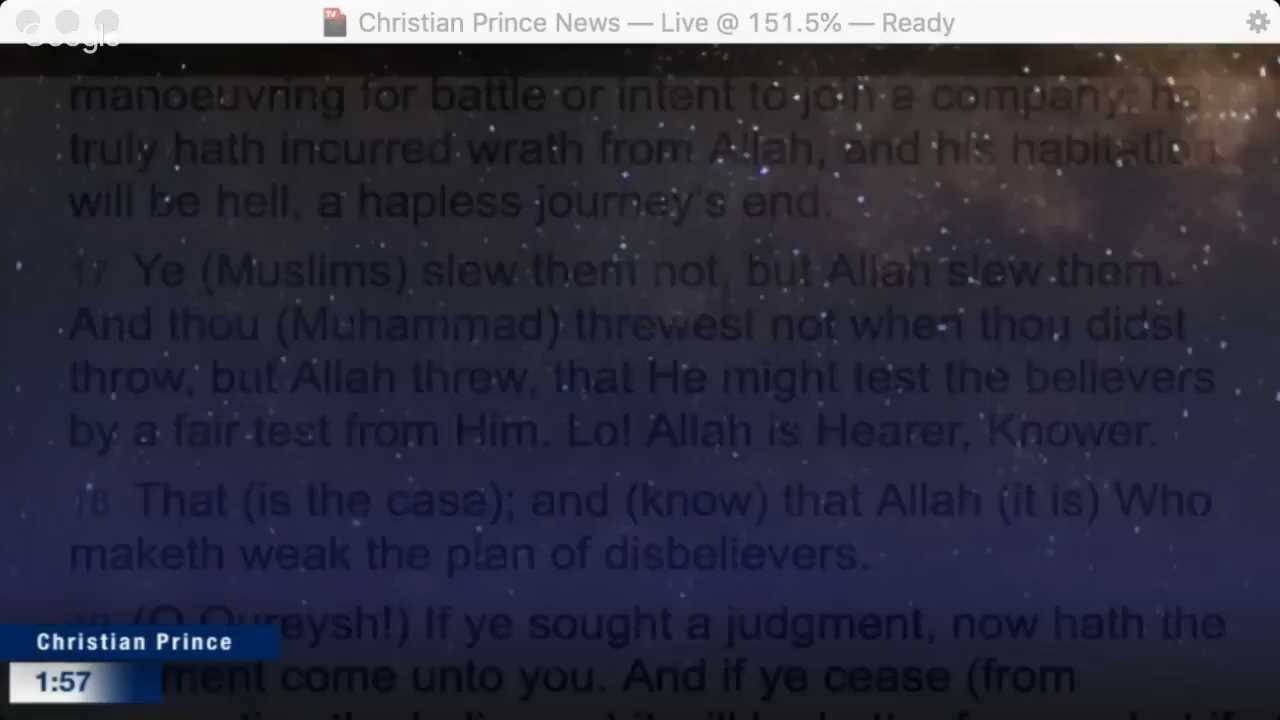 Christian Prince News — Live @ 151.5% — Ready
Google
manoeuvring for battle or intent to join a company, he
truly hath incurred wrath from Allah, and his habitation
will be hell, a hapless journey's end.
17 Ye (Muslims) slew them not, but Allah slew them.
And thou (Muhammad) threwest not when thou didst
throw, but Allah threw, that He might test the believers
by a fair test from Him. Lo! Allah is Hearer, Knower.
18 That (is the case); and (know) that Allah (it is) Who
maketh weak the plan of disbelievers.
(O Qureysh!) If ye sought a judgment, now hath the
ment come unto you. And if ye cease (from
Christian Prince
1:57